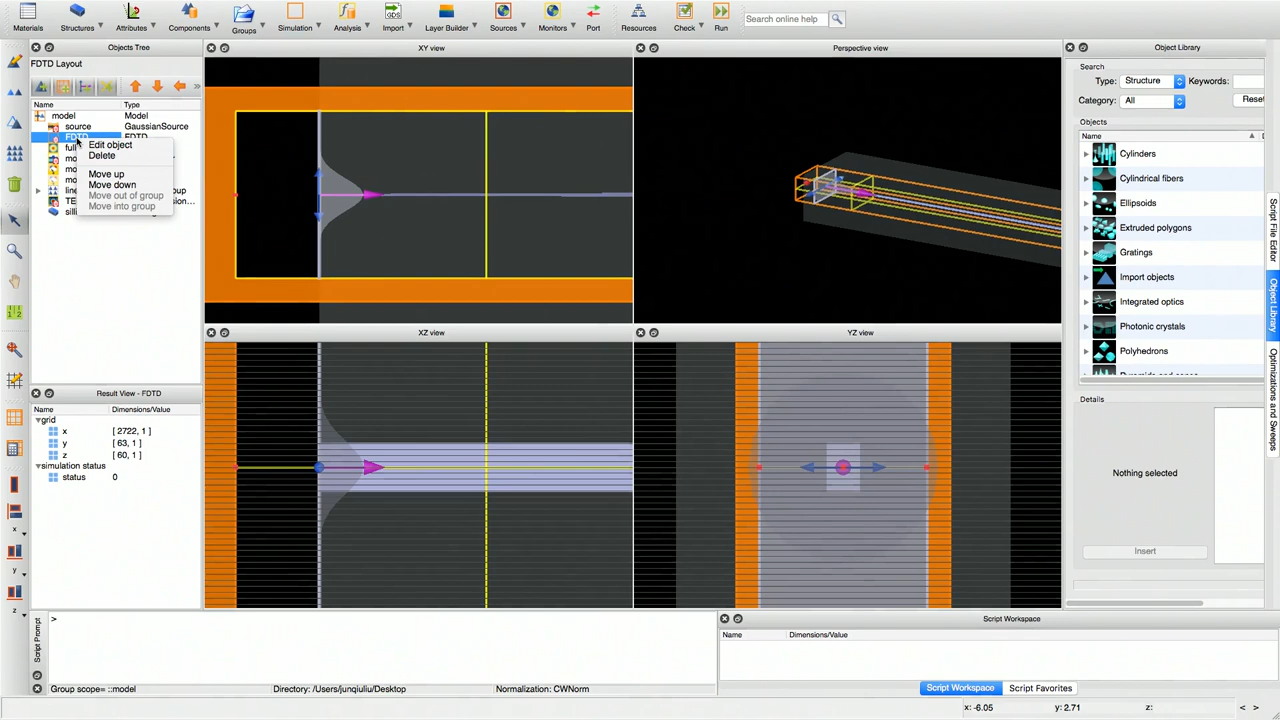 Materials Structures Attributes Components Groups Simulation Analysis Import Layer Builder Sources Monitors Port Resources Check Run Search online help
GDS
Objects Tree
FDTD Layout
»
Name Type
model Model
source GaussianSource
FDTD FDTD
Edit object
Delete
Move up
Move down
Move out of group
Move into group
Result View - FDTD
Name Dimensions/Value
grid
x [ 2722, 1 ]
y [ 63, 1 ]
z [ 60, 1 ]
simulation status
status 0
x
y
z
XY view
Perspective view
XZ view
YZ view
Object Library
Search
Type: Structure Keywords:
Category: All Reset
Objects
Name
Cylinders
Cylindrical fibers
Ellipsoids
Extruded polygons
Gratings
Import objects
Integrated optics
Photonic crystals
Polyhedrons
Details
Nothing selected
Insert
Script File Editor
Object Library
Optimizations and Sweeps
Script Prompt
>
Group scope= ::model Directory: /Users/junqiuliu/Desktop Normalization: CWNorm
Script Workspace
Name Dimensions/Value
Script Workspace Script Favorites
x: -6.05 y: 2.71 z: < >